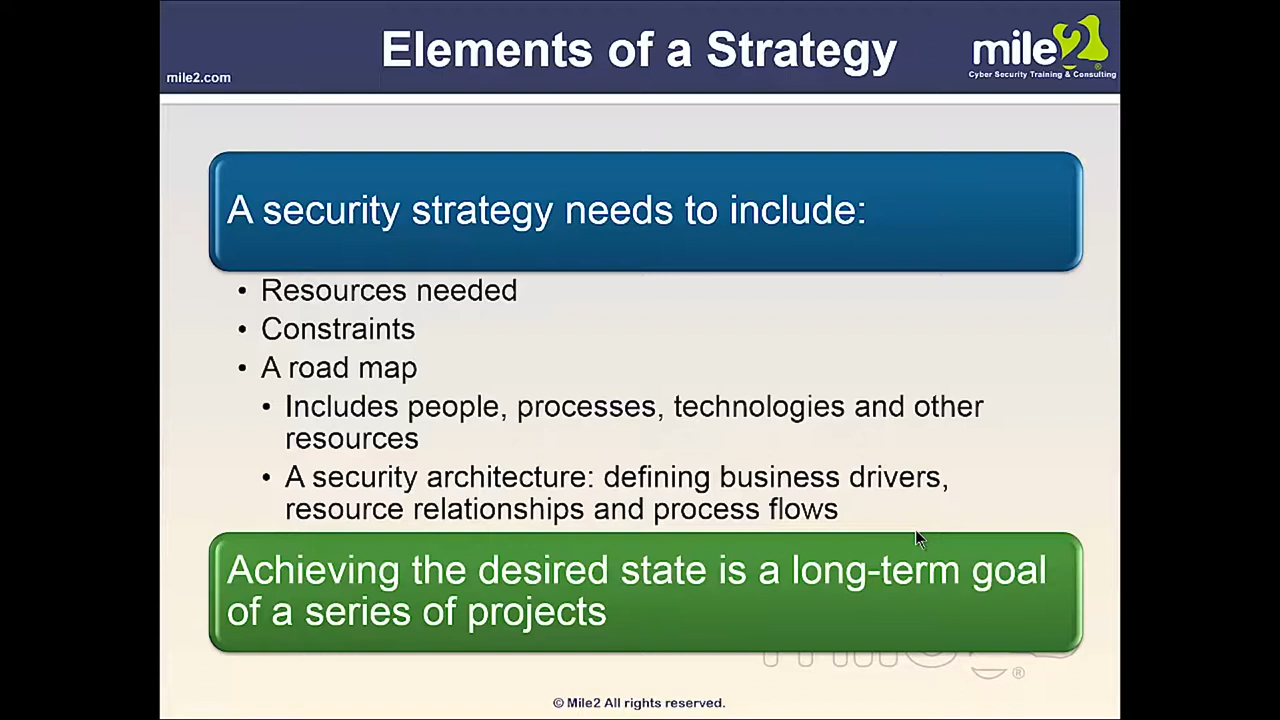 Elements of a Strategy
mile2
mile2.com
Cyber Security Training & Consulting
A security strategy needs to include:
• Resources needed
• Constraints
• A road map
• Includes people, processes, technologies and other
resources
• A security architecture: defining business drivers,
resource relationships and process flows
Achieving the desired state is a long-term goal
of a series of projects
®
© Mile2 All rights reserved.